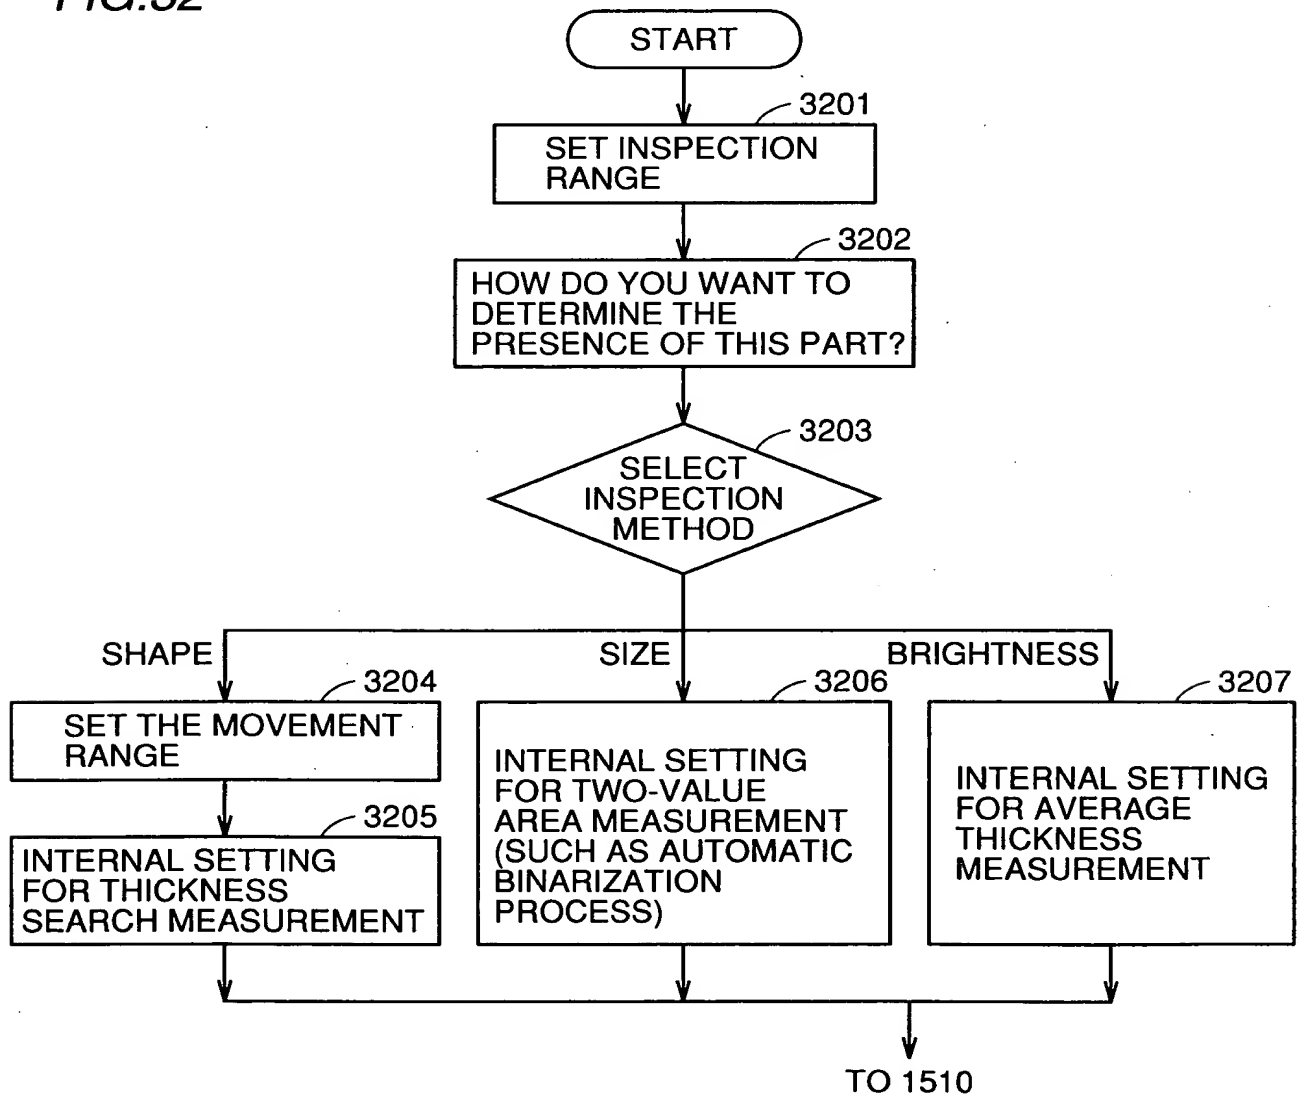 FIG.32
START
3201
SET INSPECTION
RANGE
3202
HOW DO YOU WANT TO
DETERMINE THE
PRESENCE OF THIS PART?
3203
SELECT
INSPECTION
METHOD
SHAPE
SIZE
BRIGHTNESS
3204
SET THE MOVEMENT
RANGE
3205
INTERNAL SETTING
FOR THICKNESS
SEARCH MEASUREMENT
3206
INTERNAL SETTING
FOR TWO-VALUE
AREA MEASUREMENT
(SUCH AS AUTOMATIC
BINARIZATION
PROCESS)
3207
INTERNAL SETTING
FOR AVERAGE
THICKNESS
MEASUREMENT
TO 1510